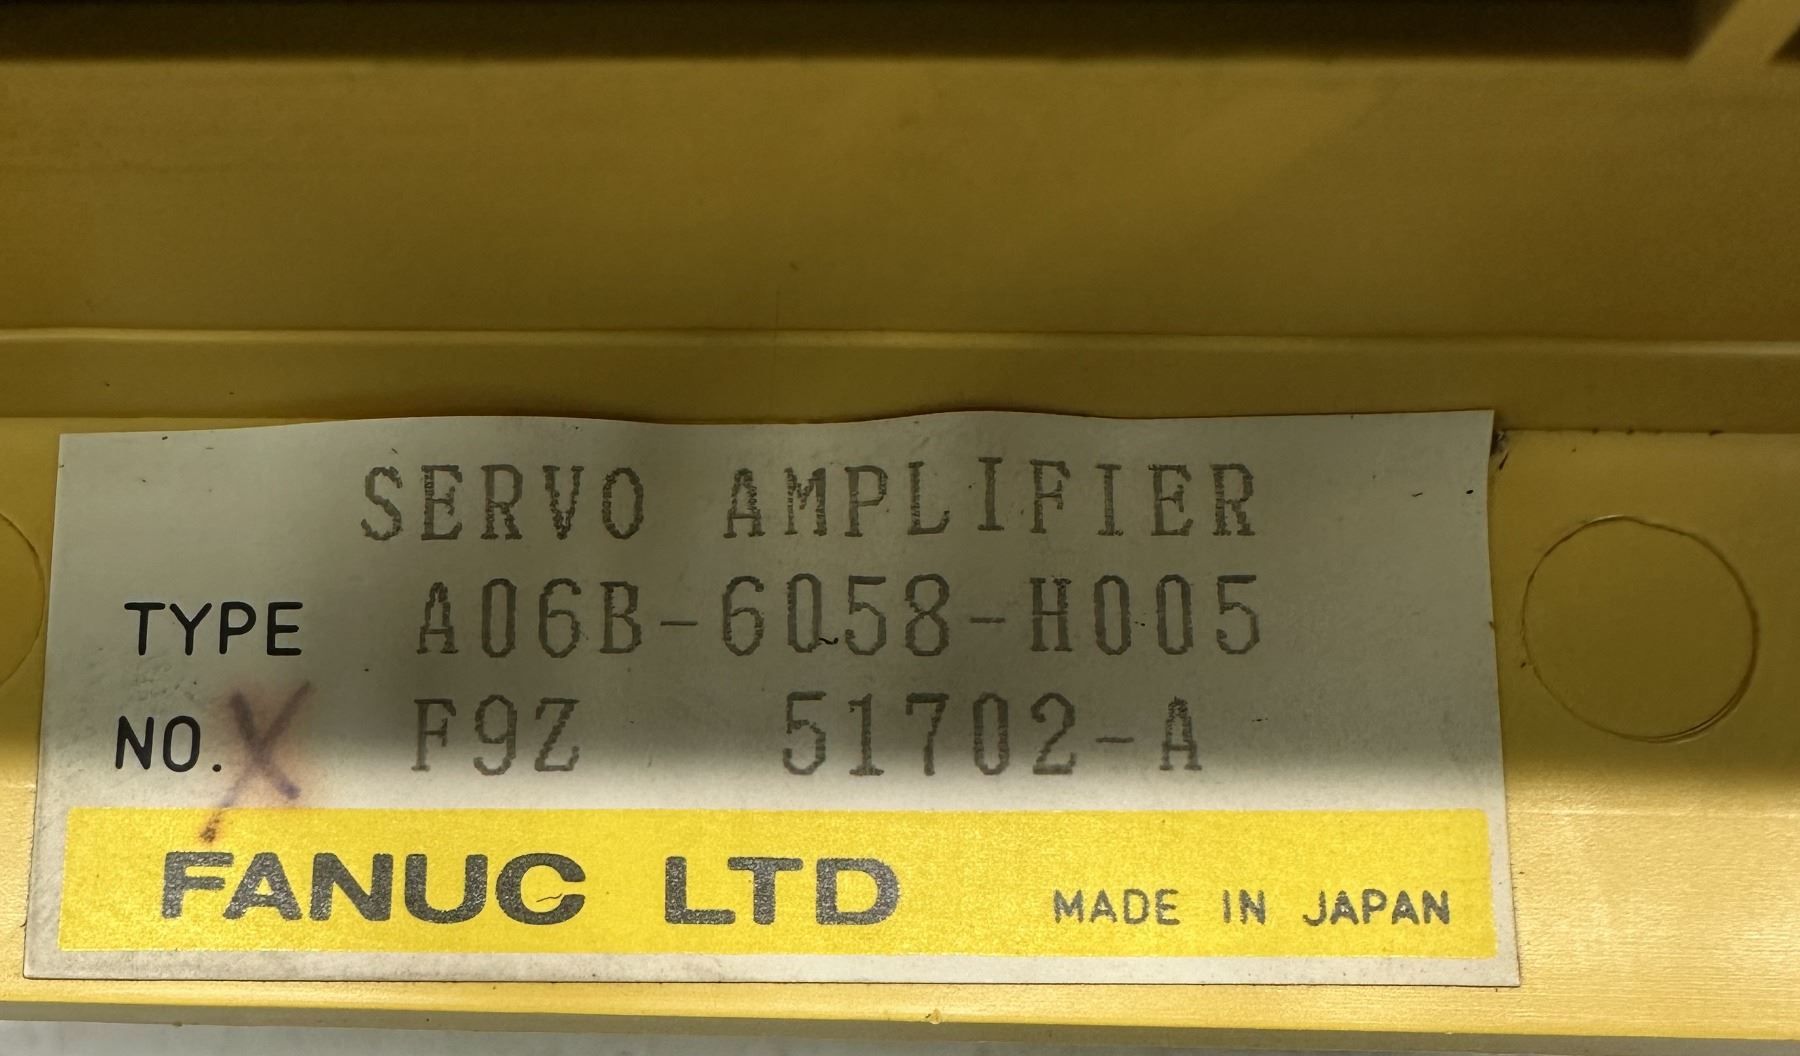 SERVO AMPLIFIER
TYPE A06B-6058-H005
NO. X F9Z 51702-A
FANUC LTD MADE IN JAPAN